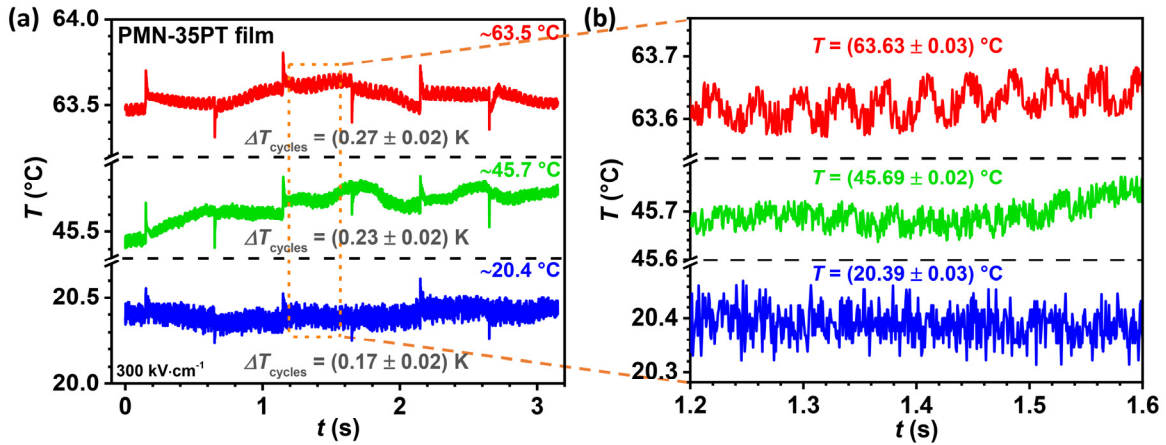 (a)
PMN-35PT film
~63.5 °C
ΔTcycles = (0.27 ± 0.02) K
~45.7 °C
ΔTcycles = (0.23 ± 0.02) K
~20.4 °C
ΔTcycles = (0.17 ± 0.02) K
300 kV·cm⁻¹
64.0
63.5
45.5
20.5
20.0
T (°C)
0
1
2
3
t (s)
(b)
T = (63.63 ± 0.03) °C
T = (45.69 ± 0.02) °C
T = (20.39 ± 0.03) °C
63.7
63.6
45.7
45.6
20.4
20.3
T (°C)
1.2
1.3
1.4
1.5
1.6
t (s)